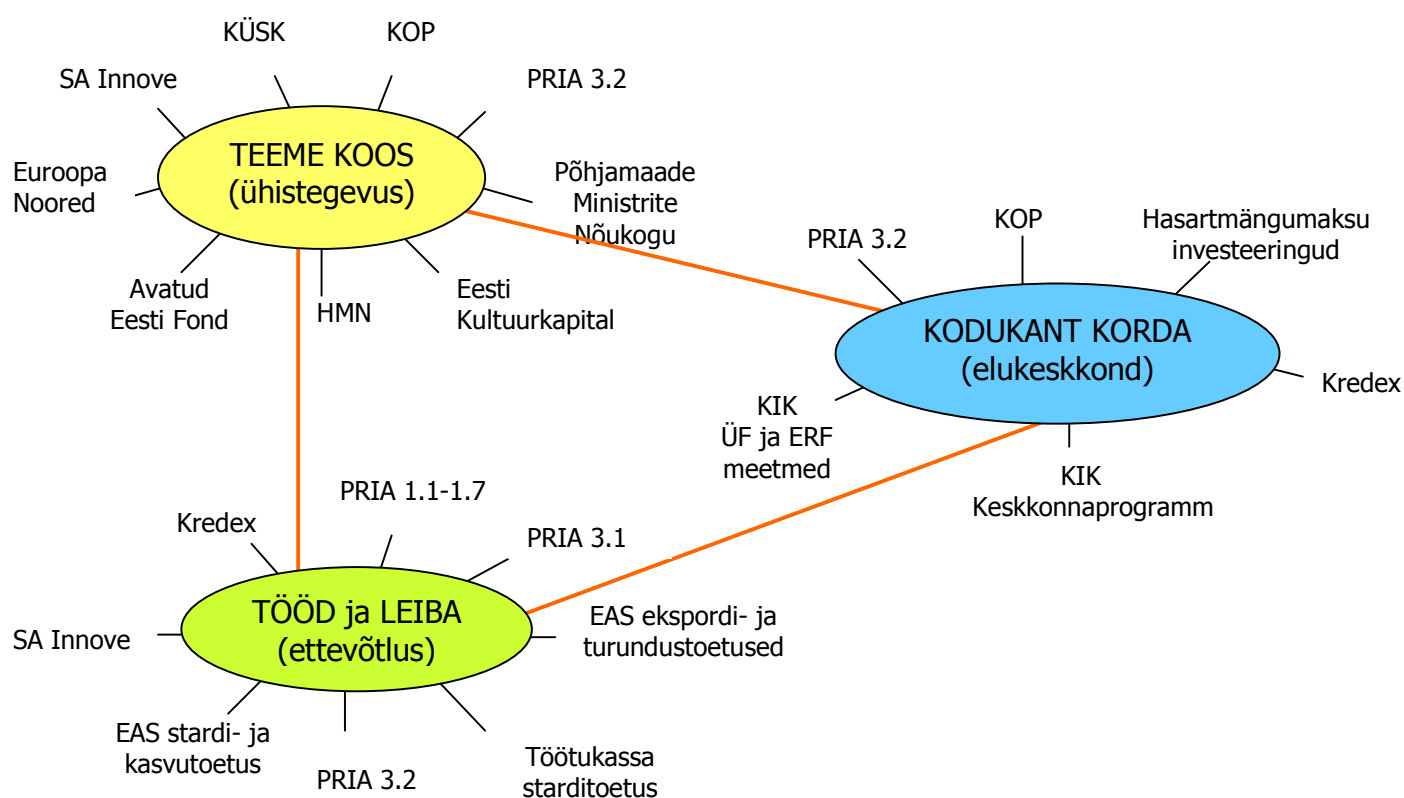 KÜSK
KOP
SA Innove
PRIA 3.2
TEEME KOOS
(ühistegevus)
Euroopa
Noored
Põhjamaade
Ministrite
Nõukogu
Avatud
Eesti Fond
HMN
Eesti
Kultuurkapital
PRIA 3.2
KOP
Hasartmängumaksu
investeeringud
KODUKANT KORDA
(elukeskkond)
Kredex
KIK
ÜF ja ERF
meetmed
KIK
Keskkonnaprogramm
PRIA 1.1-1.7
Kredex
PRIA 3.1
TÖÖD ja LEIBA
(ettevõtlus)
SA Innove
EAS ekspordi- ja
turundustoetused
EAS stardi- ja
kasvutoetus
PRIA 3.2
Töötukassa
starditoetus